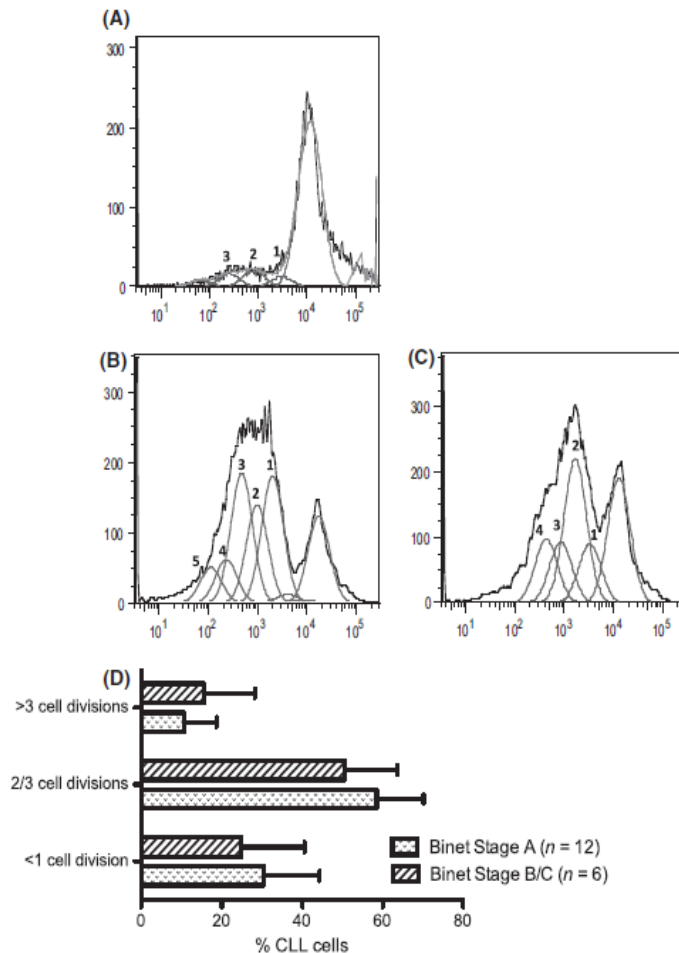 (A)
300
200
100
0
3 2 1
10^1 10^2 10^3 10^4 10^5
(B)
300
200
100
0
5 4 3 2 1
10^1 10^2 10^3 10^4 10^5
(C)
300
200
100
0
4 3 2 1
10^1 10^2 10^3 10^4 10^5
(D)
>3 cell divisions
2/3 cell divisions
<1 cell division
Binet Stage A (n = 12)
Binet Stage B/C (n = 6)
0 20 40 60 80
% CLL cells